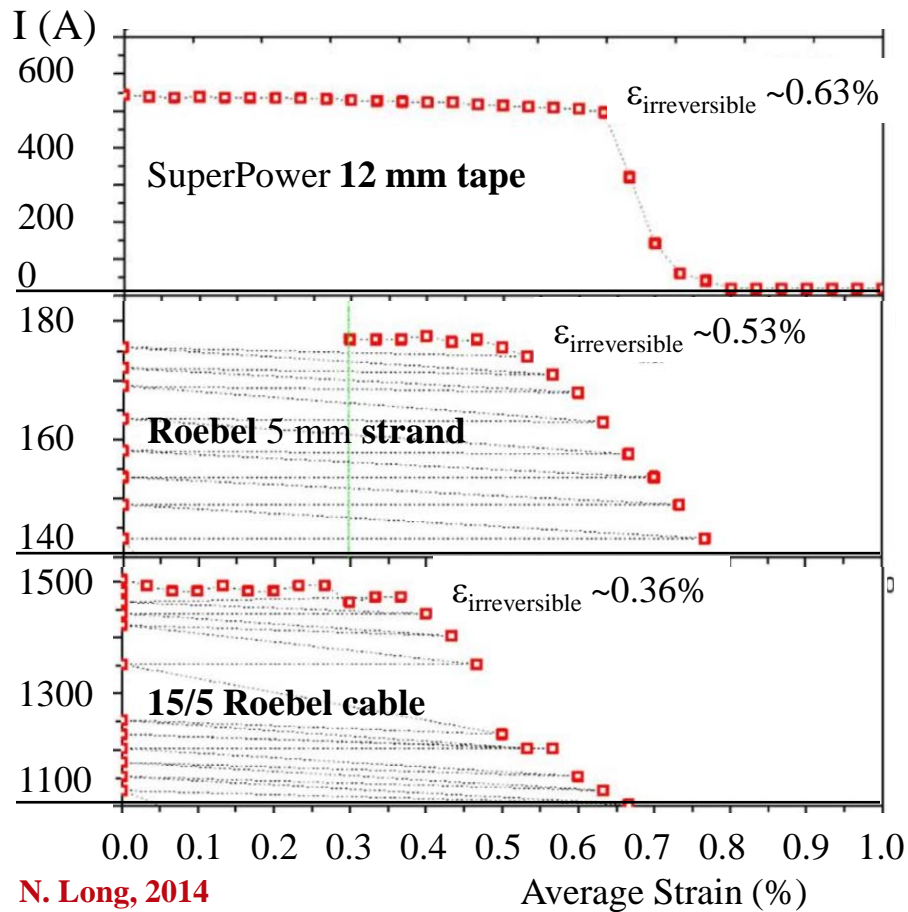 I (A)
600
ε_irreversible ~0.63%
400
SuperPower 12 mm tape
200
0
180
ε_irreversible ~0.53%
160
Roebel 5 mm strand
140
1500
ε_irreversible ~0.36%
1300
15/5 Roebel cable
1100
0.0 0.1 0.2 0.3 0.4 0.5 0.6 0.7 0.8 0.9 1.0
N. Long, 2014
Average Strain (%)